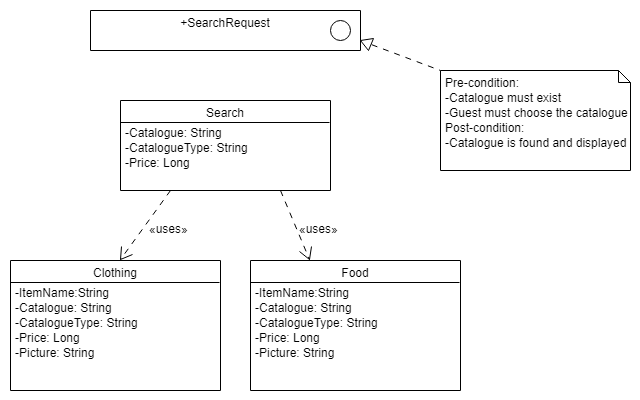 +SearchRequest
Pre-condition:
-Catalogue must exist
-Guest must choose the catalogue
Post-condition:
-Catalogue is found and displayed
Search
-Catalogue: String
-CatalogueType: String
-Price: Long
«uses»
«uses»
Clothing
-ItemName:String
-Catalogue: String
-CatalogueType: String
-Price: Long
-Picture: String
Food
-ItemName:String
-Catalogue: String
-CatalogueType: String
-Price: Long
-Picture: String